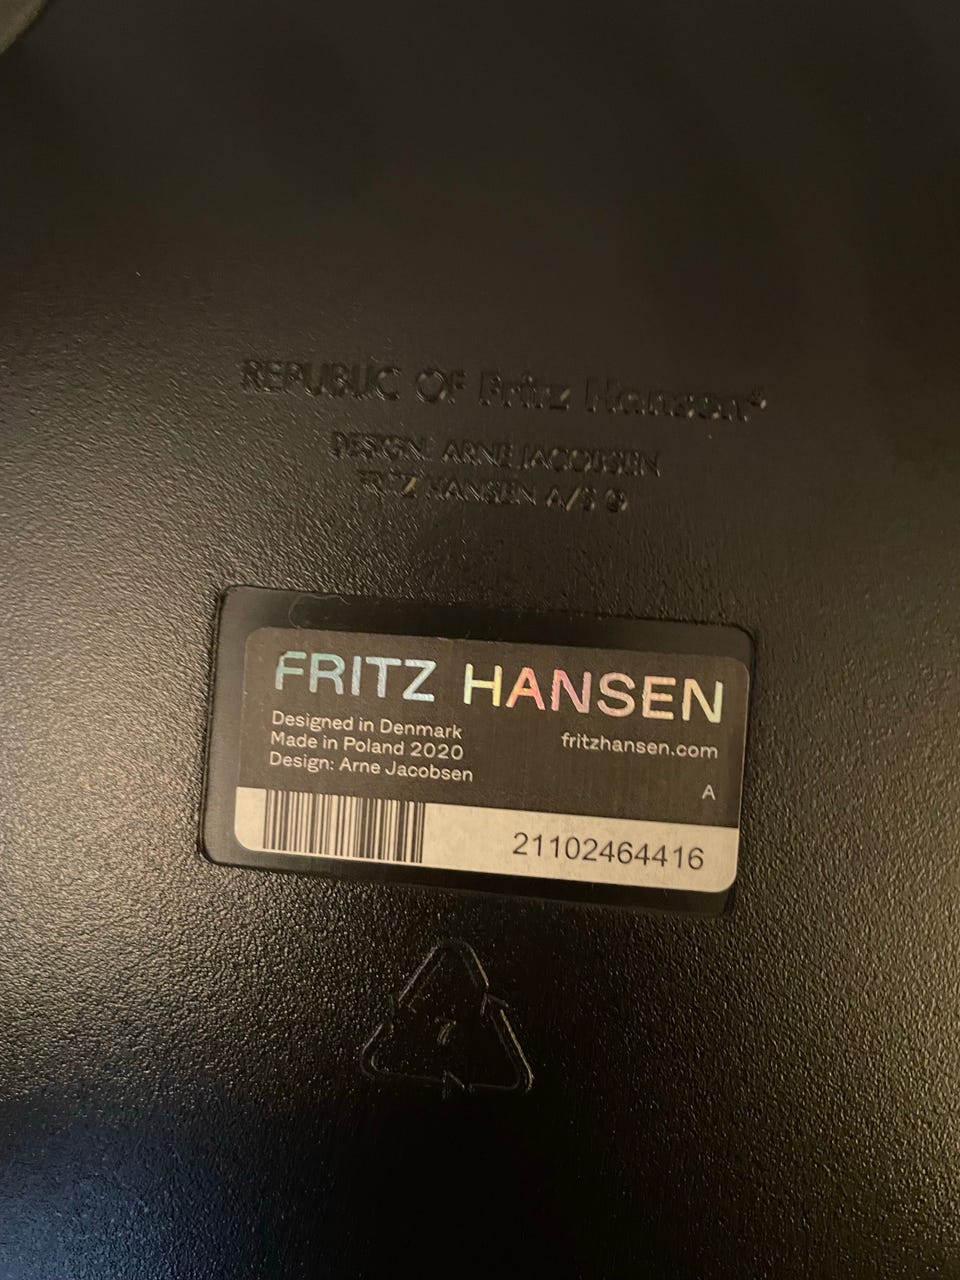 REPUBLIC OF Fritz Hansen®
DESIGN: ARNE JACOBSEN
FRITZ HANSEN A/S ©
FRITZ HANSEN
Designed in Denmark
Made in Poland 2020
fritzhansen.com
Design: Arne Jacobsen
A
21102464416
7